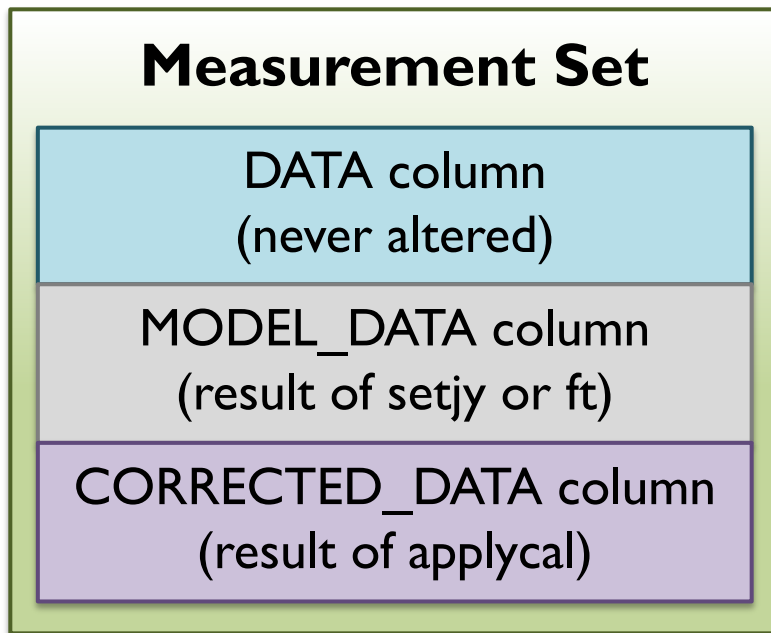 Measurement Set
DATA column
(never altered)
MODEL_DATA column
(result of setjy or ft)
CORRECTED_DATA column
(result of applycal)